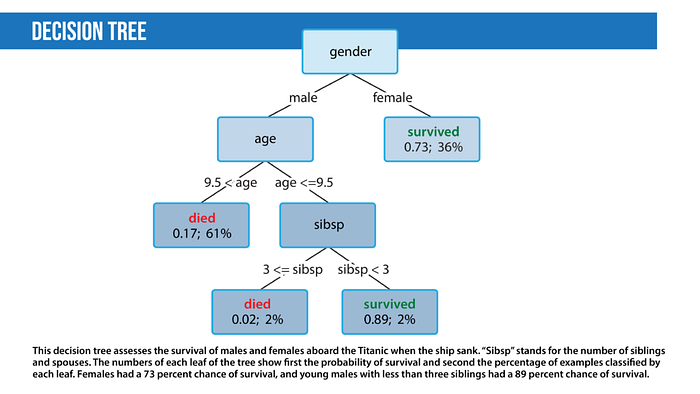 DECISION TREE
gender
male female
age
survived
0.73; 36%
9.5 < age age <=9.5
died
0.17; 61%
sibsp
3 <= sibsp sibsp < 3
died
0.02; 2%
survived
0.89; 2%
This decision tree assesses the survival of males and females aboard the Titanic when the ship sank. “Sibsp” stands for the number of siblings
and spouses. The numbers of each leaf of the tree show first the probability of survival and second the percentage of examples classified by
each leaf. Females had a 73 percent chance of survival, and young males with less than three siblings had a 89 percent chance of survival.